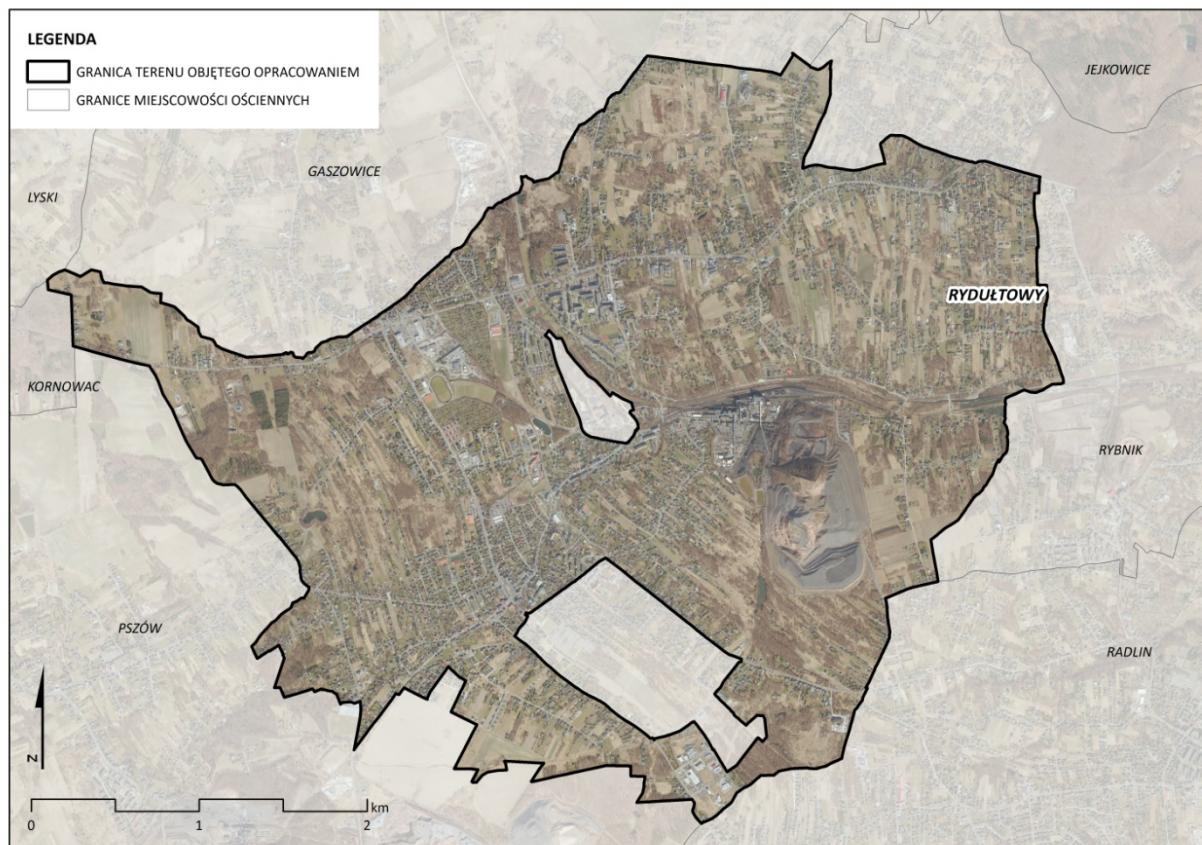 LEGENDA
GRANICA TERENU OBJĘTEGO OPRACOWANIEM
GRANICE MIEJSCOWOŚCI OŚCIENNYCH
JEJKOWICE
GASZOWICE
LYSKI
RYDUŁTOWY
KORNOWAC
RYBNIK
PSZÓW
RADLIN
N
km
0 1 2